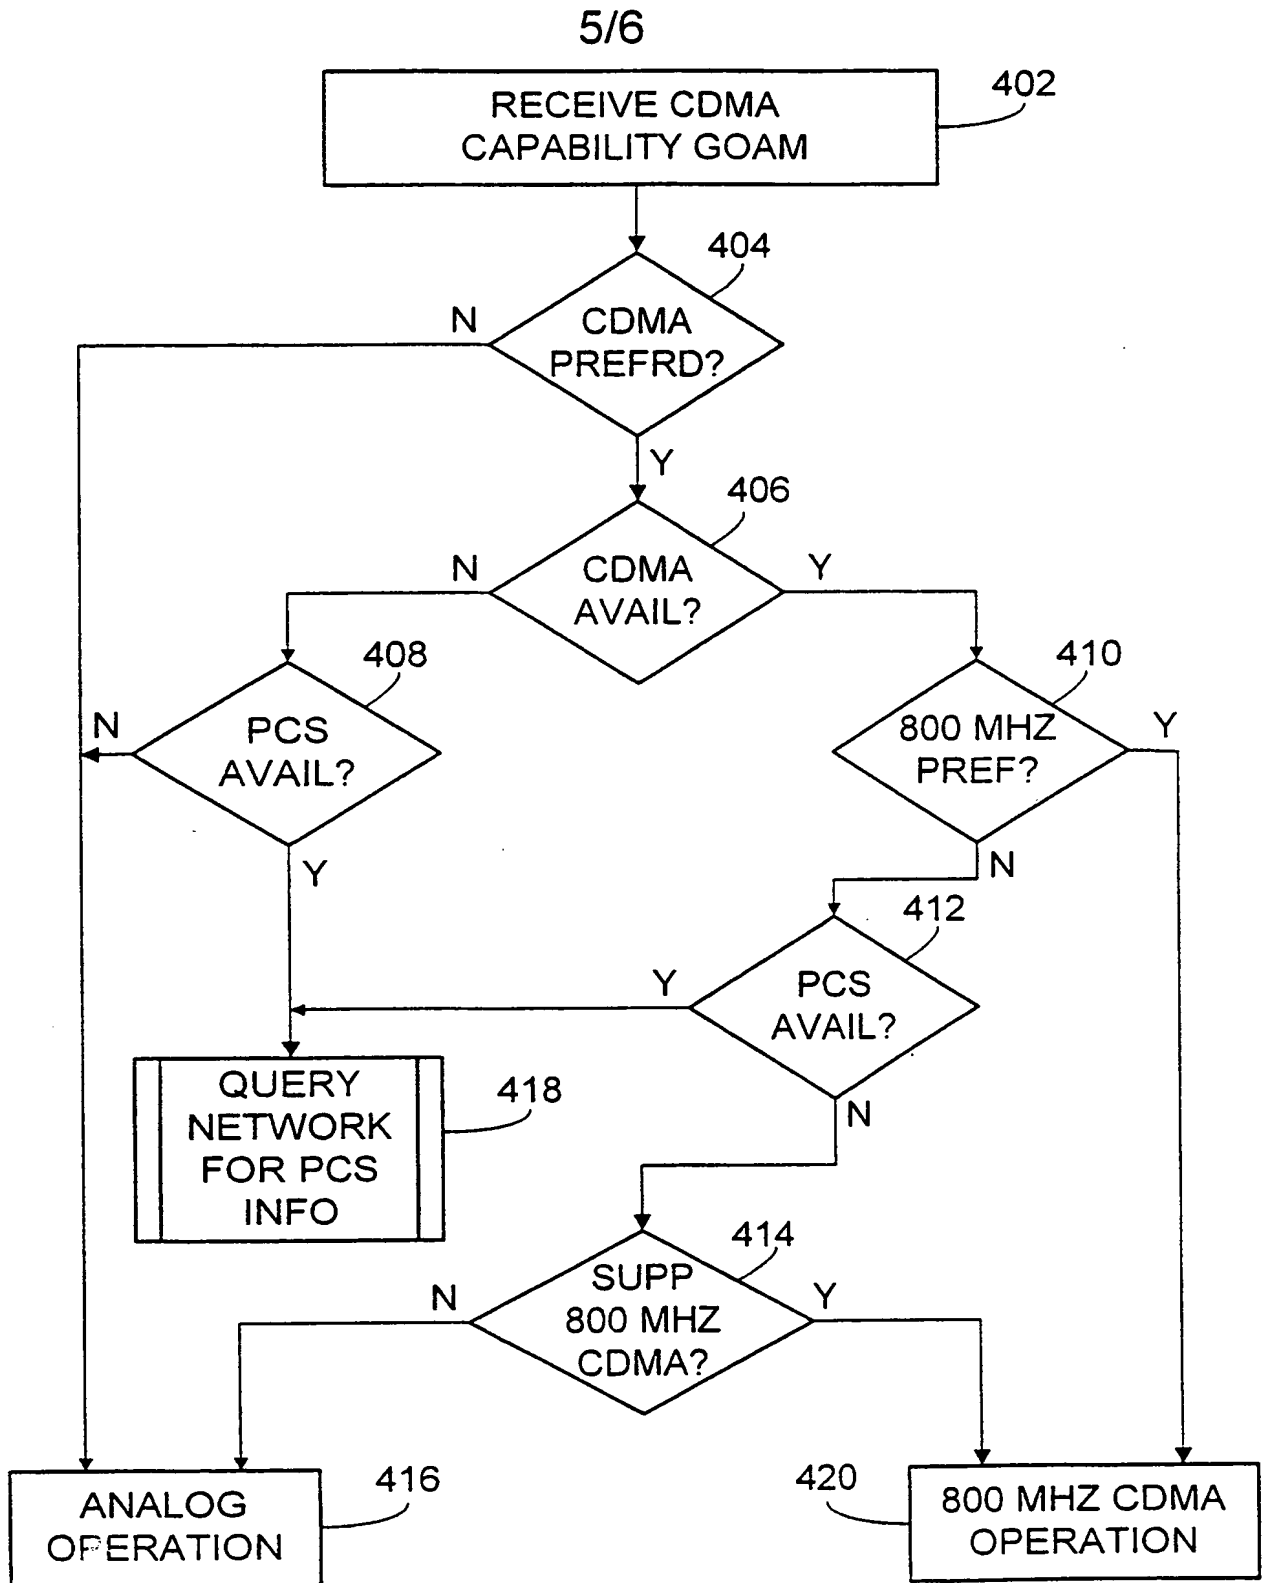 5/6
RECEIVE CDMA
CAPABILITY GOAM
402
404
N
CDMA
PREFRD?
Y
406
N
CDMA
AVAIL?
Y
408
N
PCS
AVAIL?
Y
410
800 MHZ
PREF?
Y
N
412
Y
PCS
AVAIL?
N
QUERY
NETWORK
FOR PCS
INFO
418
414
N
SUPP
800 MHZ
CDMA?
Y
ANALOG
OPERATION
416
420
800 MHZ CDMA
OPERATION